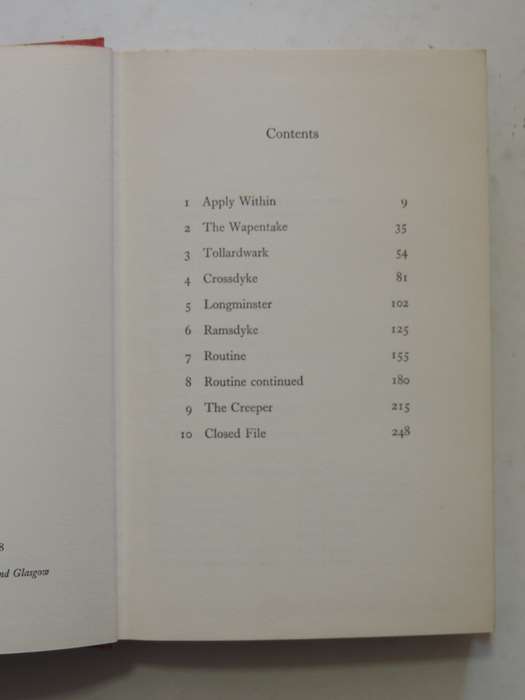 Contents
1 Apply Within 9
2 The Wapentake 35
3 Tollardwark 54
4 Crossdyke 81
5 Longminster 102
6 Ramsdyke 125
7 Routine 155
8 Routine continued 180
9 The Creeper 215
10 Closed File 248
8
nd Glasgow